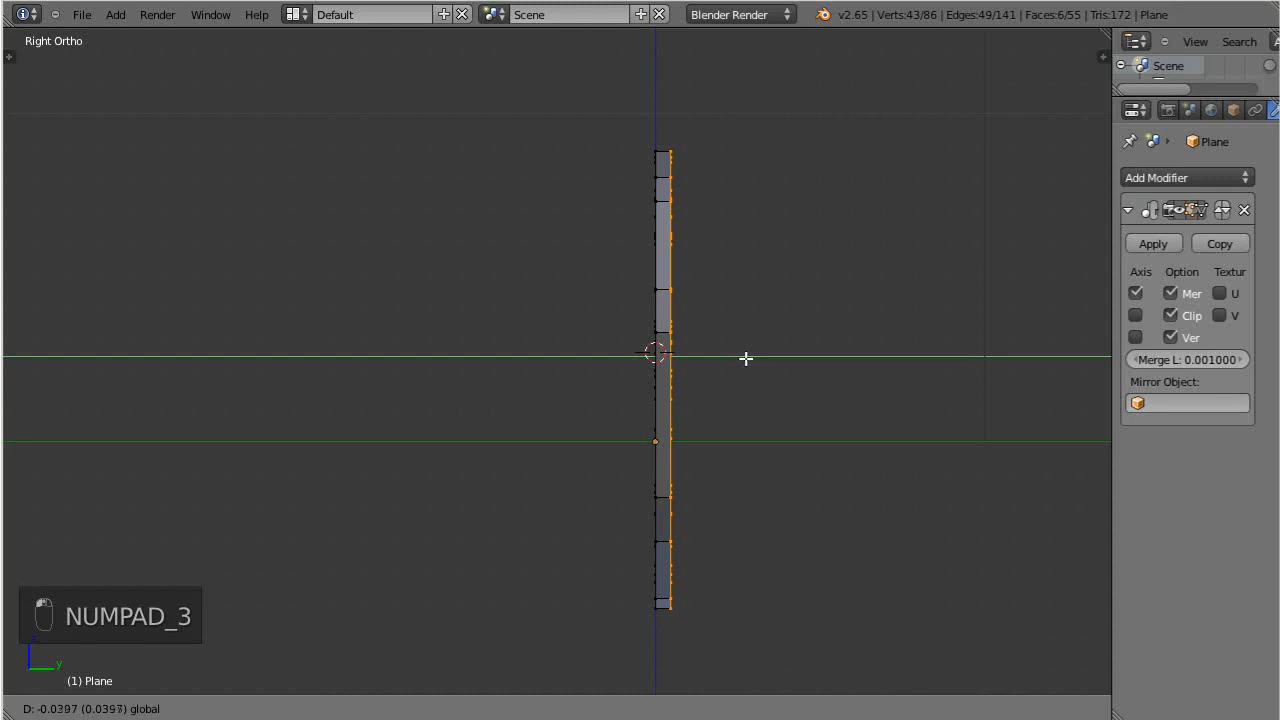 File Add Render Window Help Default Scene Blender Render v2.65 | Verts:43/86 | Edges:49/141 | Faces:6/55 | Tris:172 | Plane
Right Ortho
View Search
Scene
Plane
Add Modifier
Apply Copy
Axis Option Textur
Mer U
Clip V
Ver
Merge L: 0.001000
Mirror Object:
NUMPAD_3
z
y
(1) Plane
D: -0.0397 (0.0397) global